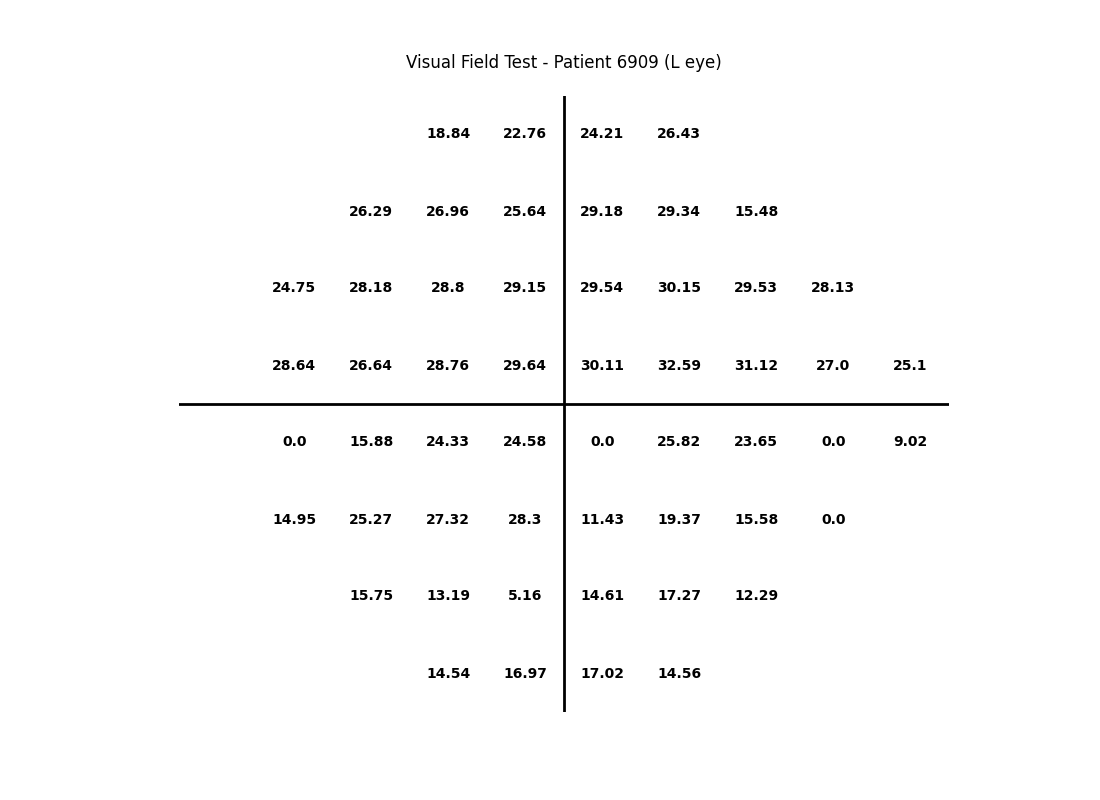 Visual Field Test - Patient 6909 (L eye)
18.84 22.76 24.21 26.43
26.29 26.96 25.64 29.18 29.34 15.48
24.75 28.18 28.8 29.15 29.54 30.15 29.53 28.13
28.64 26.64 28.76 29.64 30.11 32.59 31.12 27.0 25.1
0.0 15.88 24.33 24.58 0.0 25.82 23.65 0.0 9.02
14.95 25.27 27.32 28.3 11.43 19.37 15.58 0.0
15.75 13.19 5.16 14.61 17.27 12.29
14.54 16.97 17.02 14.56